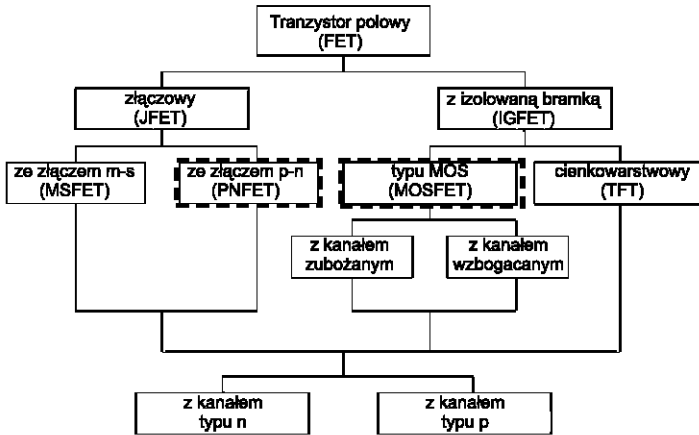 Tranzystor polowy
(FET)
złączowy
(JFET)
z izolowaną bramką
(IGFET)
ze złączem m-s
(MSFET)
ze złączem p-n
(PNFET)
typu MOS
(MOSFET)
cienkowarstwowy
(TFT)
z kanałem
zubożanym
z kanałem
wzbogacanym
z kanałem
typu n
z kanałem
typu p